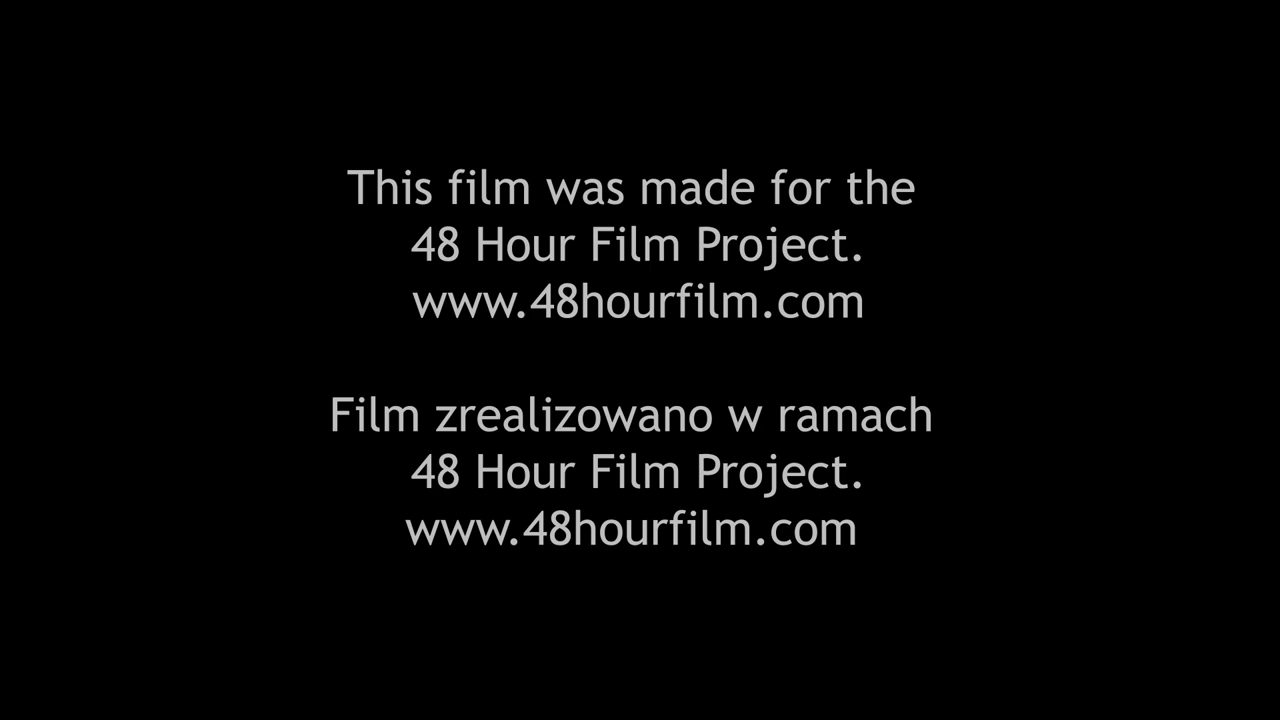 This film was made for the
48 Hour Film Project.
www.48hourfilm.com
Film zrealizowano w ramach
48 Hour Film Project.
www.48hourfilm.com